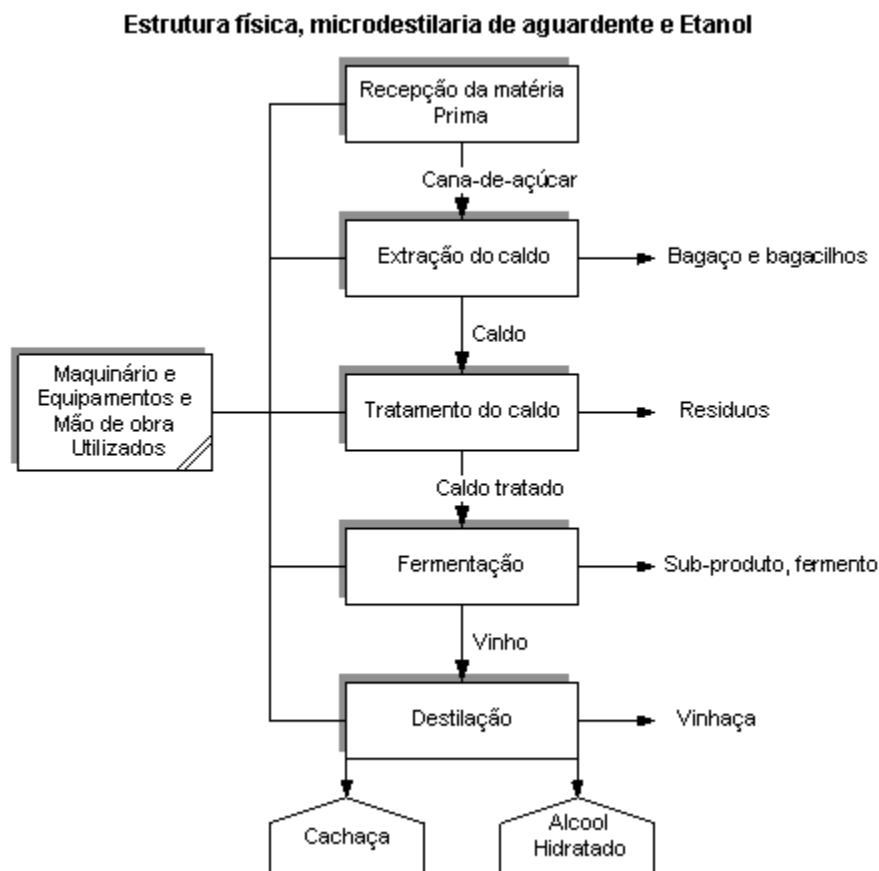 Estrutura física, microdestilaria de aguardente e Etanol
Recepção da matéria
Prima
Cana-de-açúcar
Extração do caldo
Bagaço e bagacilhos
Caldo
Maquinário e
Equipamentos e
Mão de obra
Utilizados
Tratamento do caldo
Residuos
Caldo tratado
Fermentação
Sub-produto, fermento
Vinho
Destilação
Vinhaça
Cachaça
Alcool
Hidratado